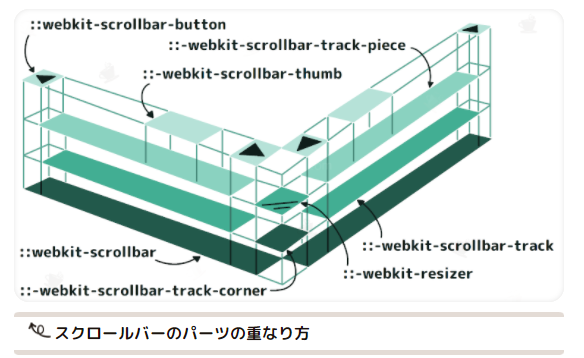 ::webkit-scrollbar-button
::-webkit-scrollbar-track-piece
::-webkit-scrollbar-thumb
::webkit-scrollbar
::-webkit-scrollbar-track
::-webkit-resizer
::-webkit-scrollbar-track-corner
スクロールバーのパーツの重なり方